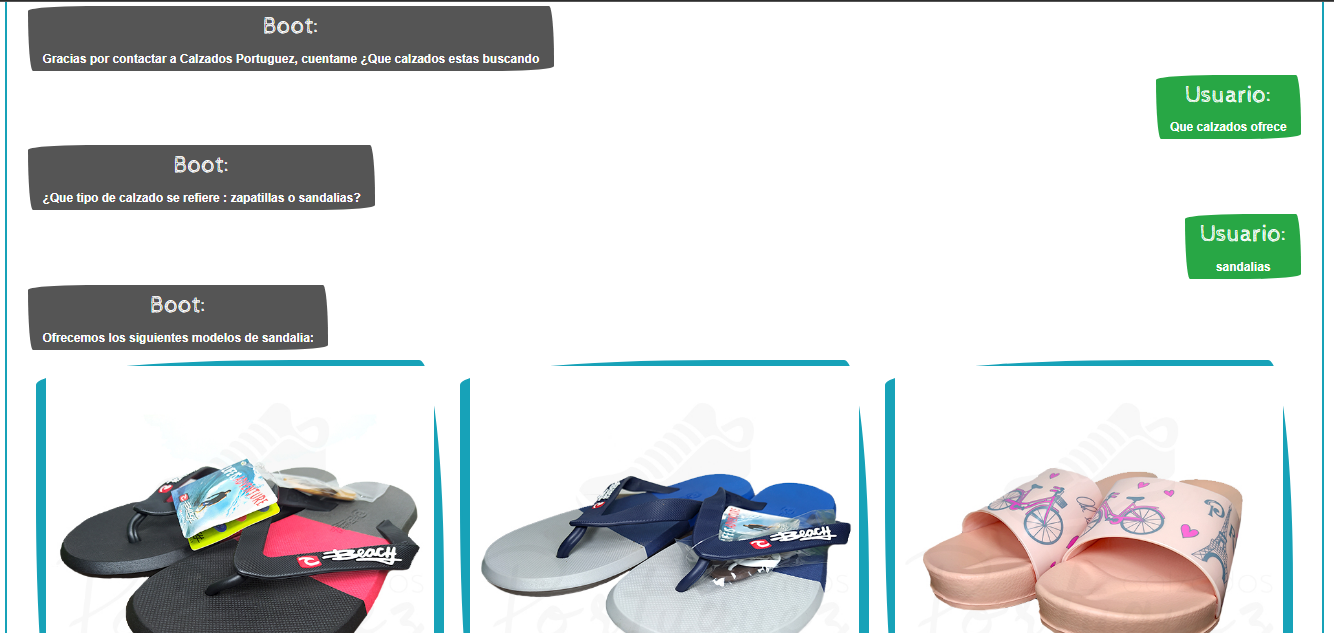 Boot:
Gracias por contactar a Calzados Portuguez, cuentame ¿Que calzados estas buscando
Usuario:
Que calzados ofrece
Boot:
¿Que tipo de calzado se refiere : zapatillas o sandalias?
Usuario:
sandalias
Boot:
Ofrecemos los siguientes modelos de sandalia:
Beach
Beach